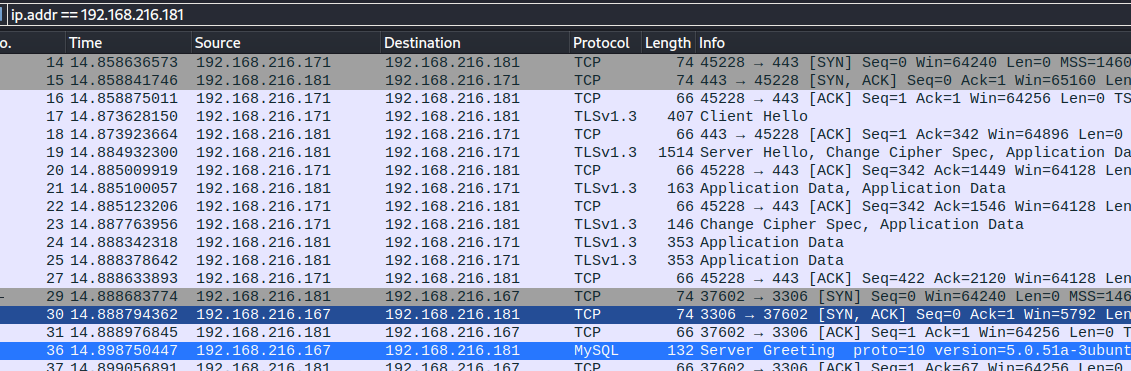 ip.addr == 192.168.216.181
o. Time Source Destination Protocol Length Info
14 14.858636573 192.168.216.171 192.168.216.181 TCP 74 45228 → 443 [SYN] Seq=0 Win=64240 Len=0 MSS=1460
15 14.858841746 192.168.216.181 192.168.216.171 TCP 74 443 → 45228 [SYN, ACK] Seq=0 Ack=1 Win=65160 Len=
16 14.858875011 192.168.216.171 192.168.216.181 TCP 66 45228 → 443 [ACK] Seq=1 Ack=1 Win=64256 Len=0 TS
17 14.873628150 192.168.216.171 192.168.216.181 TLSv1.3 407 Client Hello
18 14.873923664 192.168.216.181 192.168.216.171 TCP 66 443 → 45228 [ACK] Seq=1 Ack=342 Win=64896 Len=0
19 14.884932300 192.168.216.181 192.168.216.171 TLSv1.3 1514 Server Hello, Change Cipher Spec, Application Da
20 14.885009919 192.168.216.171 192.168.216.181 TCP 66 45228 → 443 [ACK] Seq=342 Ack=1449 Win=64128 Len
21 14.885100057 192.168.216.181 192.168.216.171 TLSv1.3 163 Application Data, Application Data
22 14.885123206 192.168.216.171 192.168.216.181 TCP 66 45228 → 443 [ACK] Seq=342 Ack=1546 Win=64128 Len
23 14.887763956 192.168.216.171 192.168.216.181 TLSv1.3 146 Change Cipher Spec, Application Data
24 14.888342318 192.168.216.181 192.168.216.171 TLSv1.3 353 Application Data
25 14.888378642 192.168.216.181 192.168.216.171 TLSv1.3 353 Application Data
27 14.888633893 192.168.216.171 192.168.216.181 TCP 66 45228 → 443 [ACK] Seq=422 Ack=2120 Win=64128 Len
29 14.888683774 192.168.216.181 192.168.216.167 TCP 74 37602 → 3306 [SYN] Seq=0 Win=64240 Len=0 MSS=146
30 14.888794362 192.168.216.167 192.168.216.181 TCP 74 3306 → 37602 [SYN, ACK] Seq=0 Ack=1 Win=5792 Len
31 14.888976845 192.168.216.181 192.168.216.167 TCP 66 37602 → 3306 [ACK] Seq=1 Ack=1 Win=64256 Len=0 T
36 14.898750447 192.168.216.167 192.168.216.181 MySQL 132 Server Greeting proto=10 version=5.0.51a-3ubunt
37 14.899056891 192.168.216.181 192.168.216.167 TCP 66 37602 → 3306 [ACK] Seq=1 Ack=67 Win=64256 Len=0